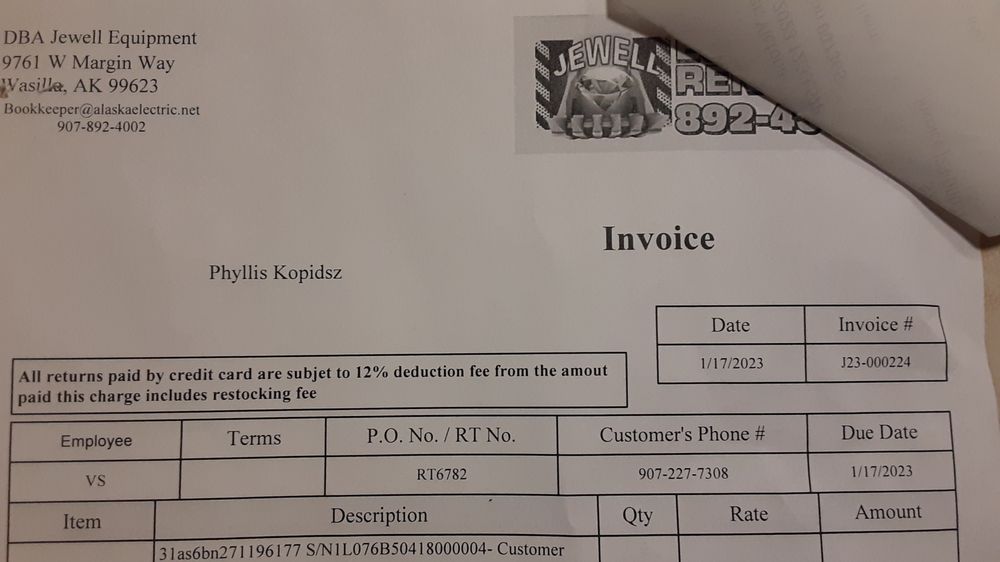 DBA Jewell Equipment
9761 W Margin Way
Wasilla, AK 99623
Bookkeeper@alaskaelectric.net
907-892-4002
JEWELL
892-4
Invoice
Phyllis Kopidsz
Date Invoice #
1/17/2023 J23-000224
All returns paid by credit card are subjet to 12% deduction fee from the amout
paid this charge includes restocking fee
Employee Terms P.O. No. / RT No. Customer's Phone # Due Date
VS RT6782 907-227-7308 1/17/2023
Item Description Qty Rate Amount
31as6bn271196177 S/N1L076B50418000004- Customer